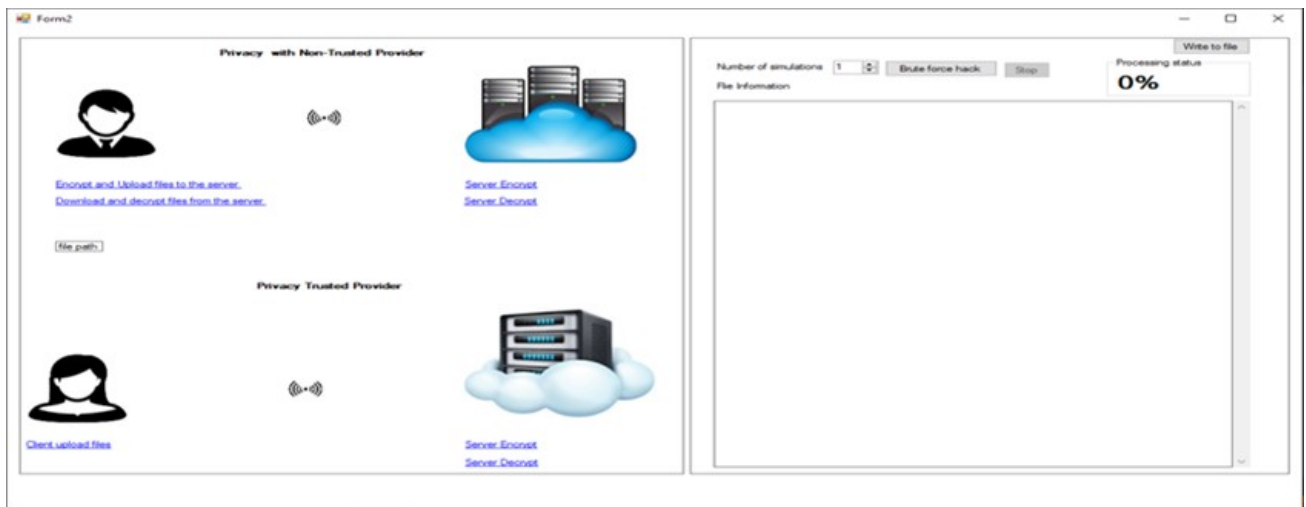 Form2
Privacy with Non-Trusted Provider
Encrypt and Upload files to the server.
Download and decrypt files from the server.
Server Encrypt
Server Decrypt
file path
Privacy Trusted Provider
Client upload files
Server Encrypt
Server Decrypt
Write to file
Number of simulations 1 Brute force hack Stop
Processing status
0%
File Information